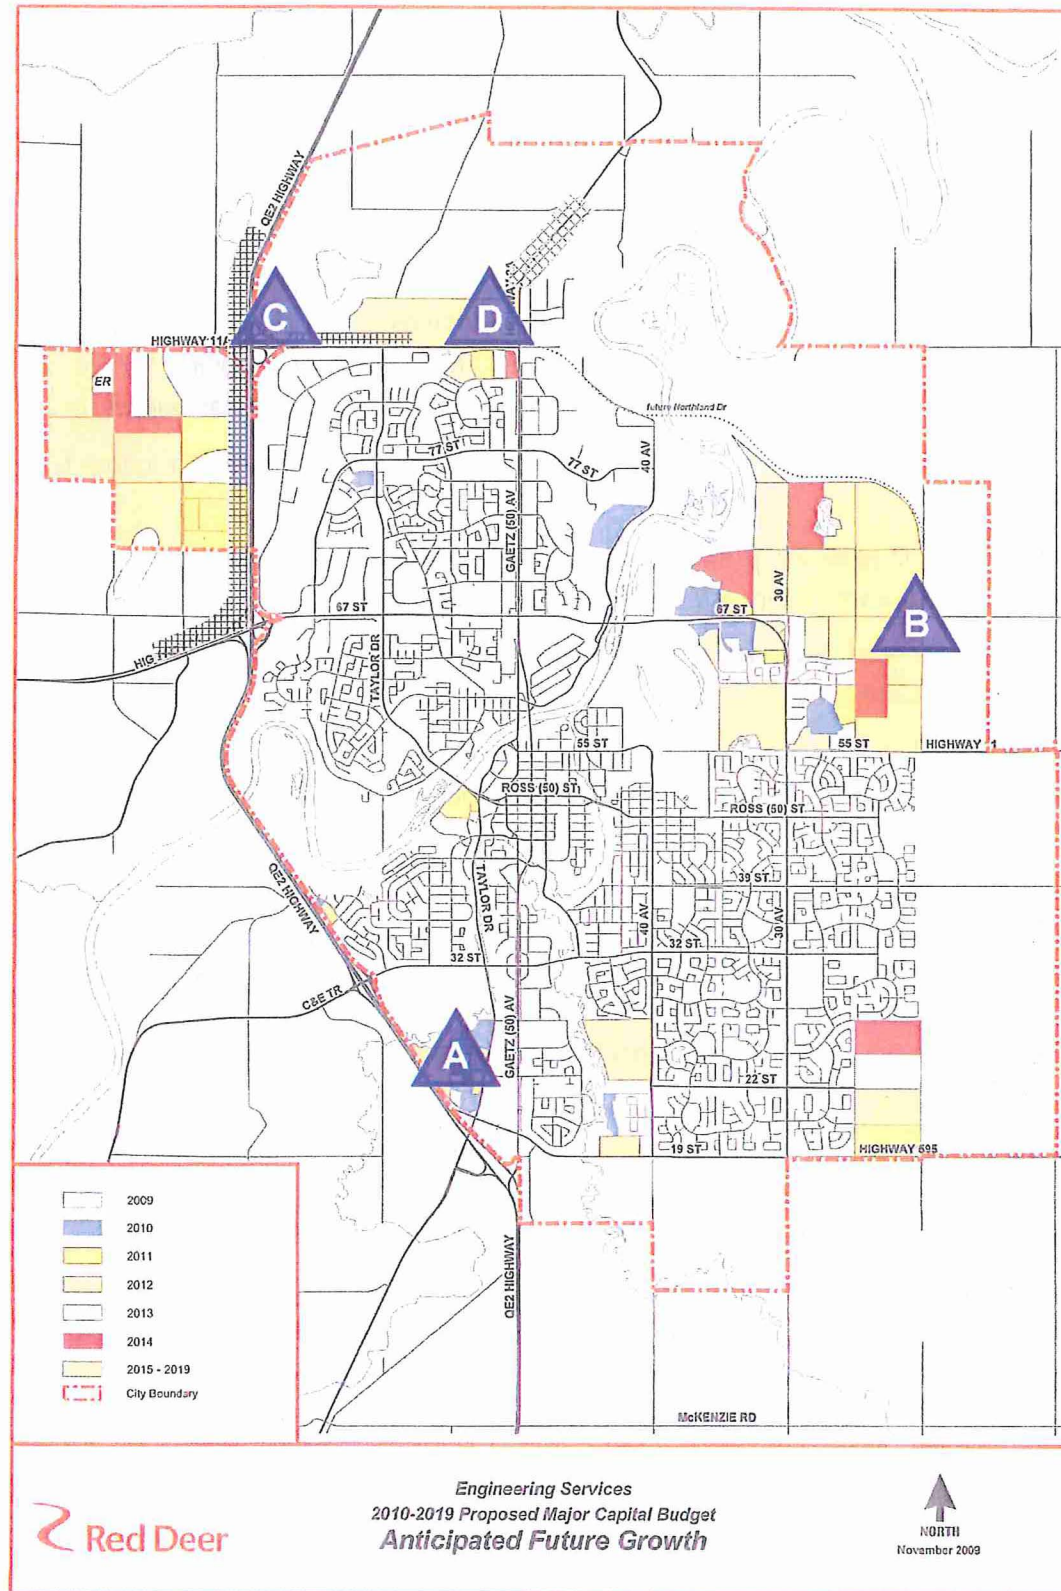 QE2 HIGHWAY
C
D
HIGHWAY 11A
ER
future Northland Dr
77 ST
77 ST
40 AV
GAETZ (50) AV
30 AV
67 ST
67 ST
B
HIG
TAYLOR DR
55 ST
55 ST
HIGHWAY 1
ROSS (50) ST
ROSS (50) ST
QE2 HIGHWAY
TAYLOR DR
39 ST
40 AV
30 AV
32 ST
32 ST
C&E TR
GAETZ (50) AV
A
22 ST
19 ST
HIGHWAY 595
QE2 HIGHWAY
McKENZIE RD
2009
2010
2011
2012
2013
2014
2015 - 2019
City Boundary
Red Deer
Engineering Services
2010-2019 Proposed Major Capital Budget
Anticipated Future Growth
NORTH
November 2009